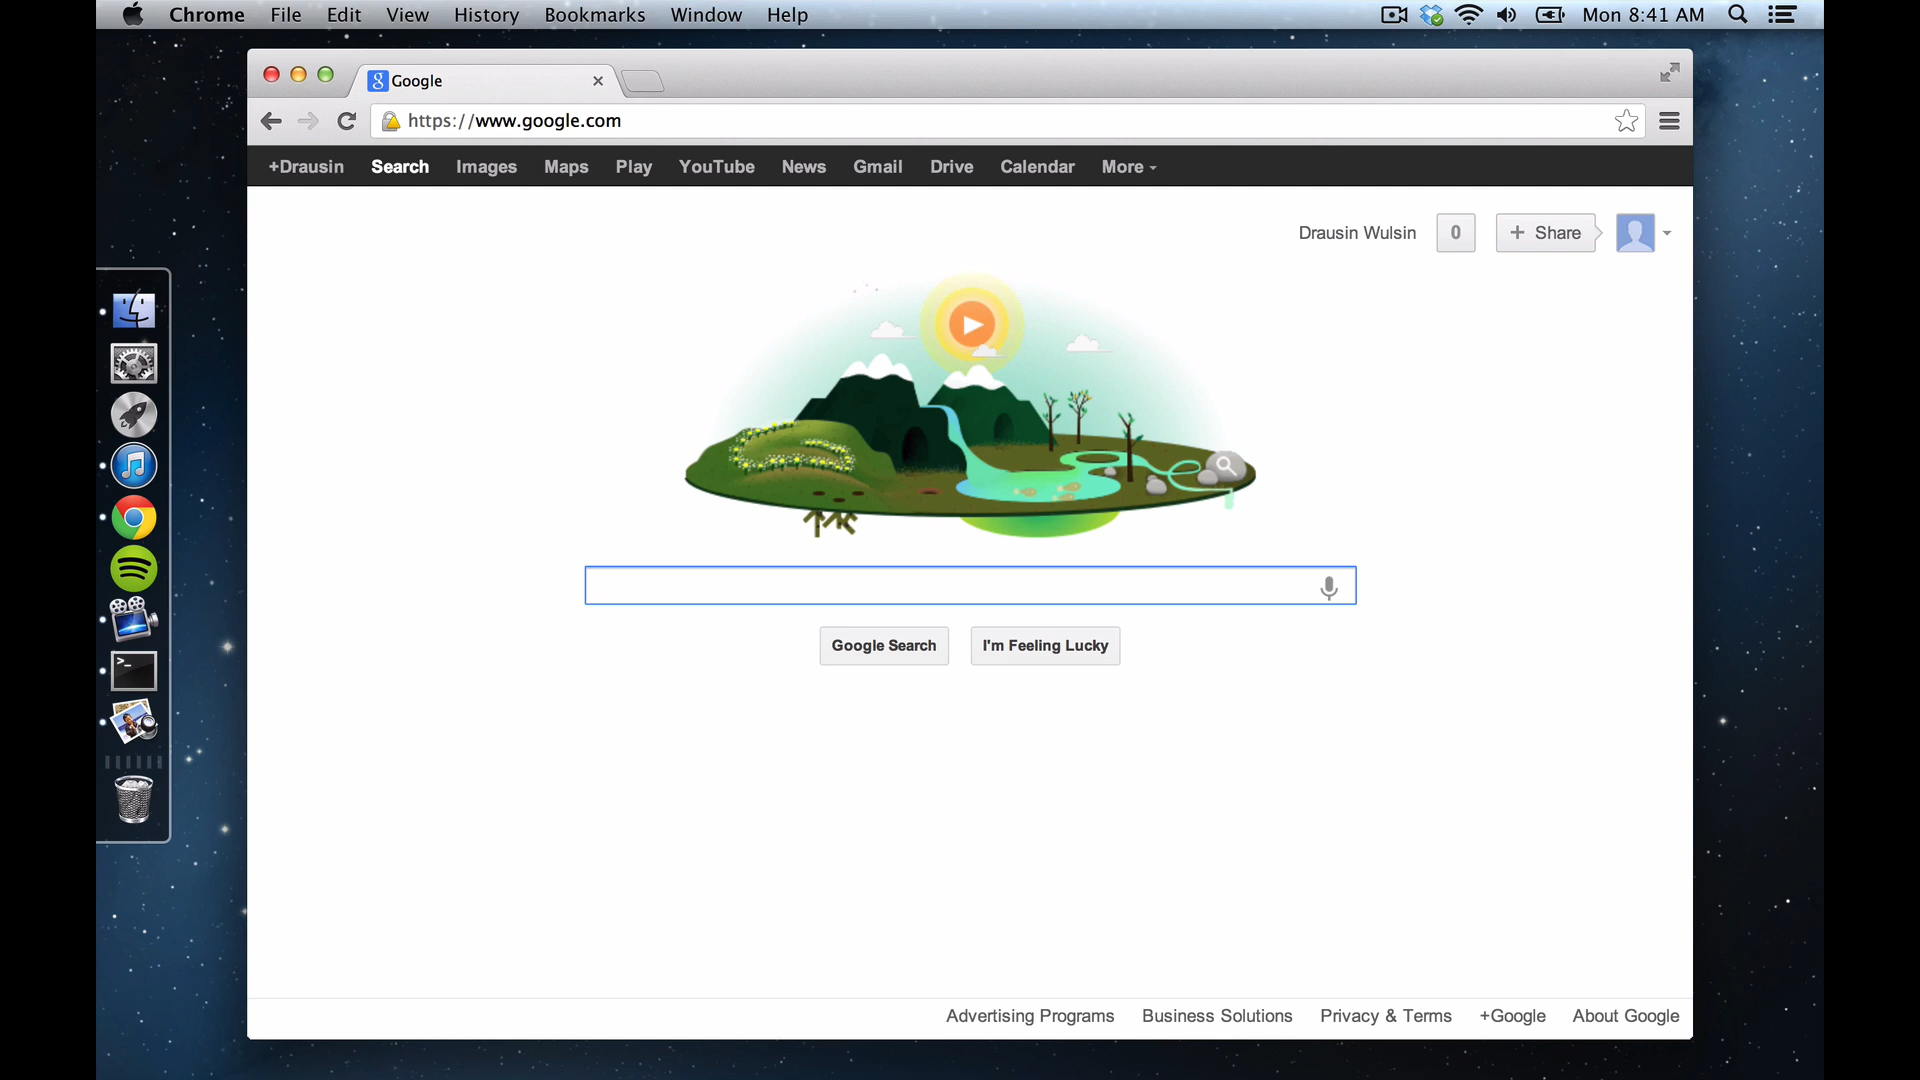 Chrome File Edit View History Bookmarks Window Help Mon 8:41 AM
Google
https://www.google.com
+Drausin Search Images Maps Play YouTube News Gmail Drive Calendar More
Drausin Wulsin 0 + Share
Google Search I'm Feeling Lucky
Advertising Programs Business Solutions Privacy & Terms +Google About Google